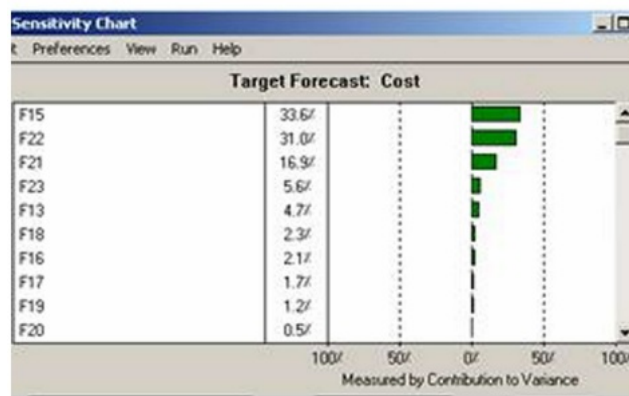 Sensitivity Chart
t Preferences View Run Help
Target Forecast: Cost
F15 33.6%
F22 31.0%
F21 16.9%
F23 5.6%
F13 4.7%
F18 2.3%
F16 2.1%
F17 1.7%
F19 1.2%
F20 0.5%
100% 50% 0% 50% 100%
Measured by Contribution to Variance